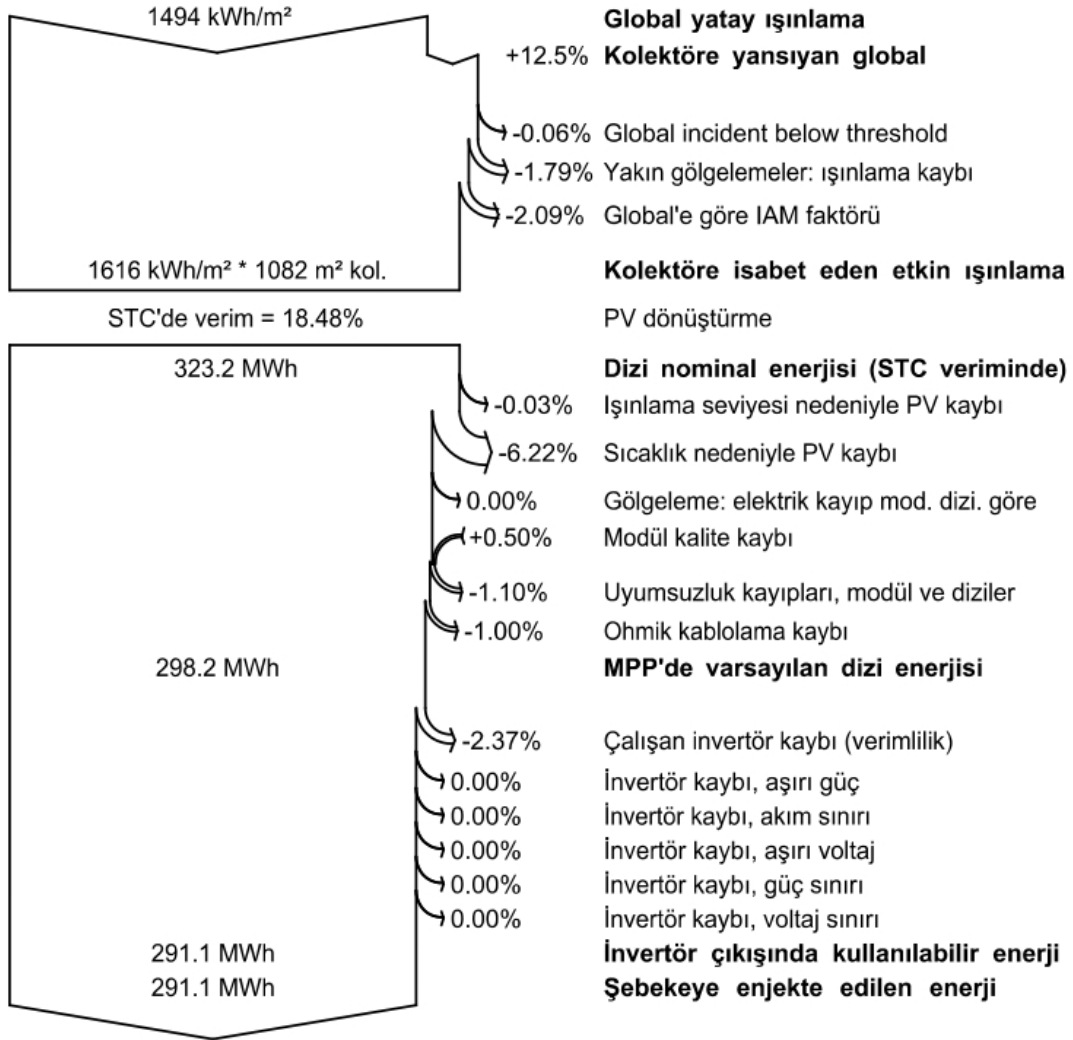 1494 kWh/m² Global yatay ışınlama
+12.5% Kolektöre yansıyan global
-0.06% Global incident below threshold
-1.79% Yakın gölgelemeler: ışınlama kaybı
-2.09% Global'e göre IAM faktörü
1616 kWh/m² * 1082 m² kol. Kolektöre isabet eden etkin ışınlama
STC'de verim = 18.48% PV dönüştürme
323.2 MWh Dizi nominal enerjisi (STC veriminde)
-0.03% Işınlama seviyesi nedeniyle PV kaybı
-6.22% Sıcaklık nedeniyle PV kaybı
0.00% Gölgeleme: elektrik kayıp mod. dizi. göre
+0.50% Modül kalite kaybı
-1.10% Uyumsuzluk kayıpları, modül ve diziler
-1.00% Ohmik kablolama kaybı
298.2 MWh MPP'de varsayılan dizi enerjisi
-2.37% Çalışan invertör kaybı (verimlilik)
0.00% İnvertör kaybı, aşırı güç
0.00% İnvertör kaybı, akım sınırı
0.00% İnvertör kaybı, aşırı voltaj
0.00% İnvertör kaybı, güç sınırı
0.00% İnvertör kaybı, voltaj sınırı
291.1 MWh İnvertör çıkışında kullanılabilir enerji
291.1 MWh Şebekeye enjekte edilen enerji